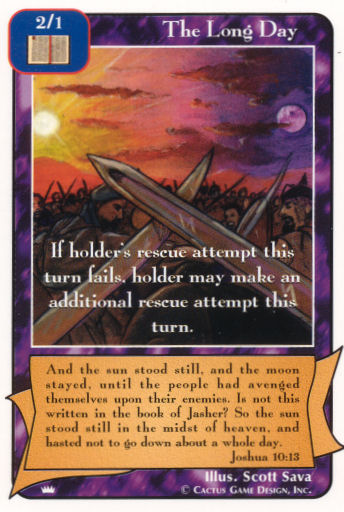 The Long Day
2/1
If holder's rescue attempt this
turn fails, holder may make an
additional rescue attempt this
turn.
And the sun stood still, and the moon
stayed, until the people had avenged
themselves upon their enemies. Is not this
written in the book of Jasher? So the sun
stood still in the midst of heaven, and
hasted not to go down about a whole day.
Joshua 10:13
Illus. Scott Sava
© Cactus Game Design, Inc.